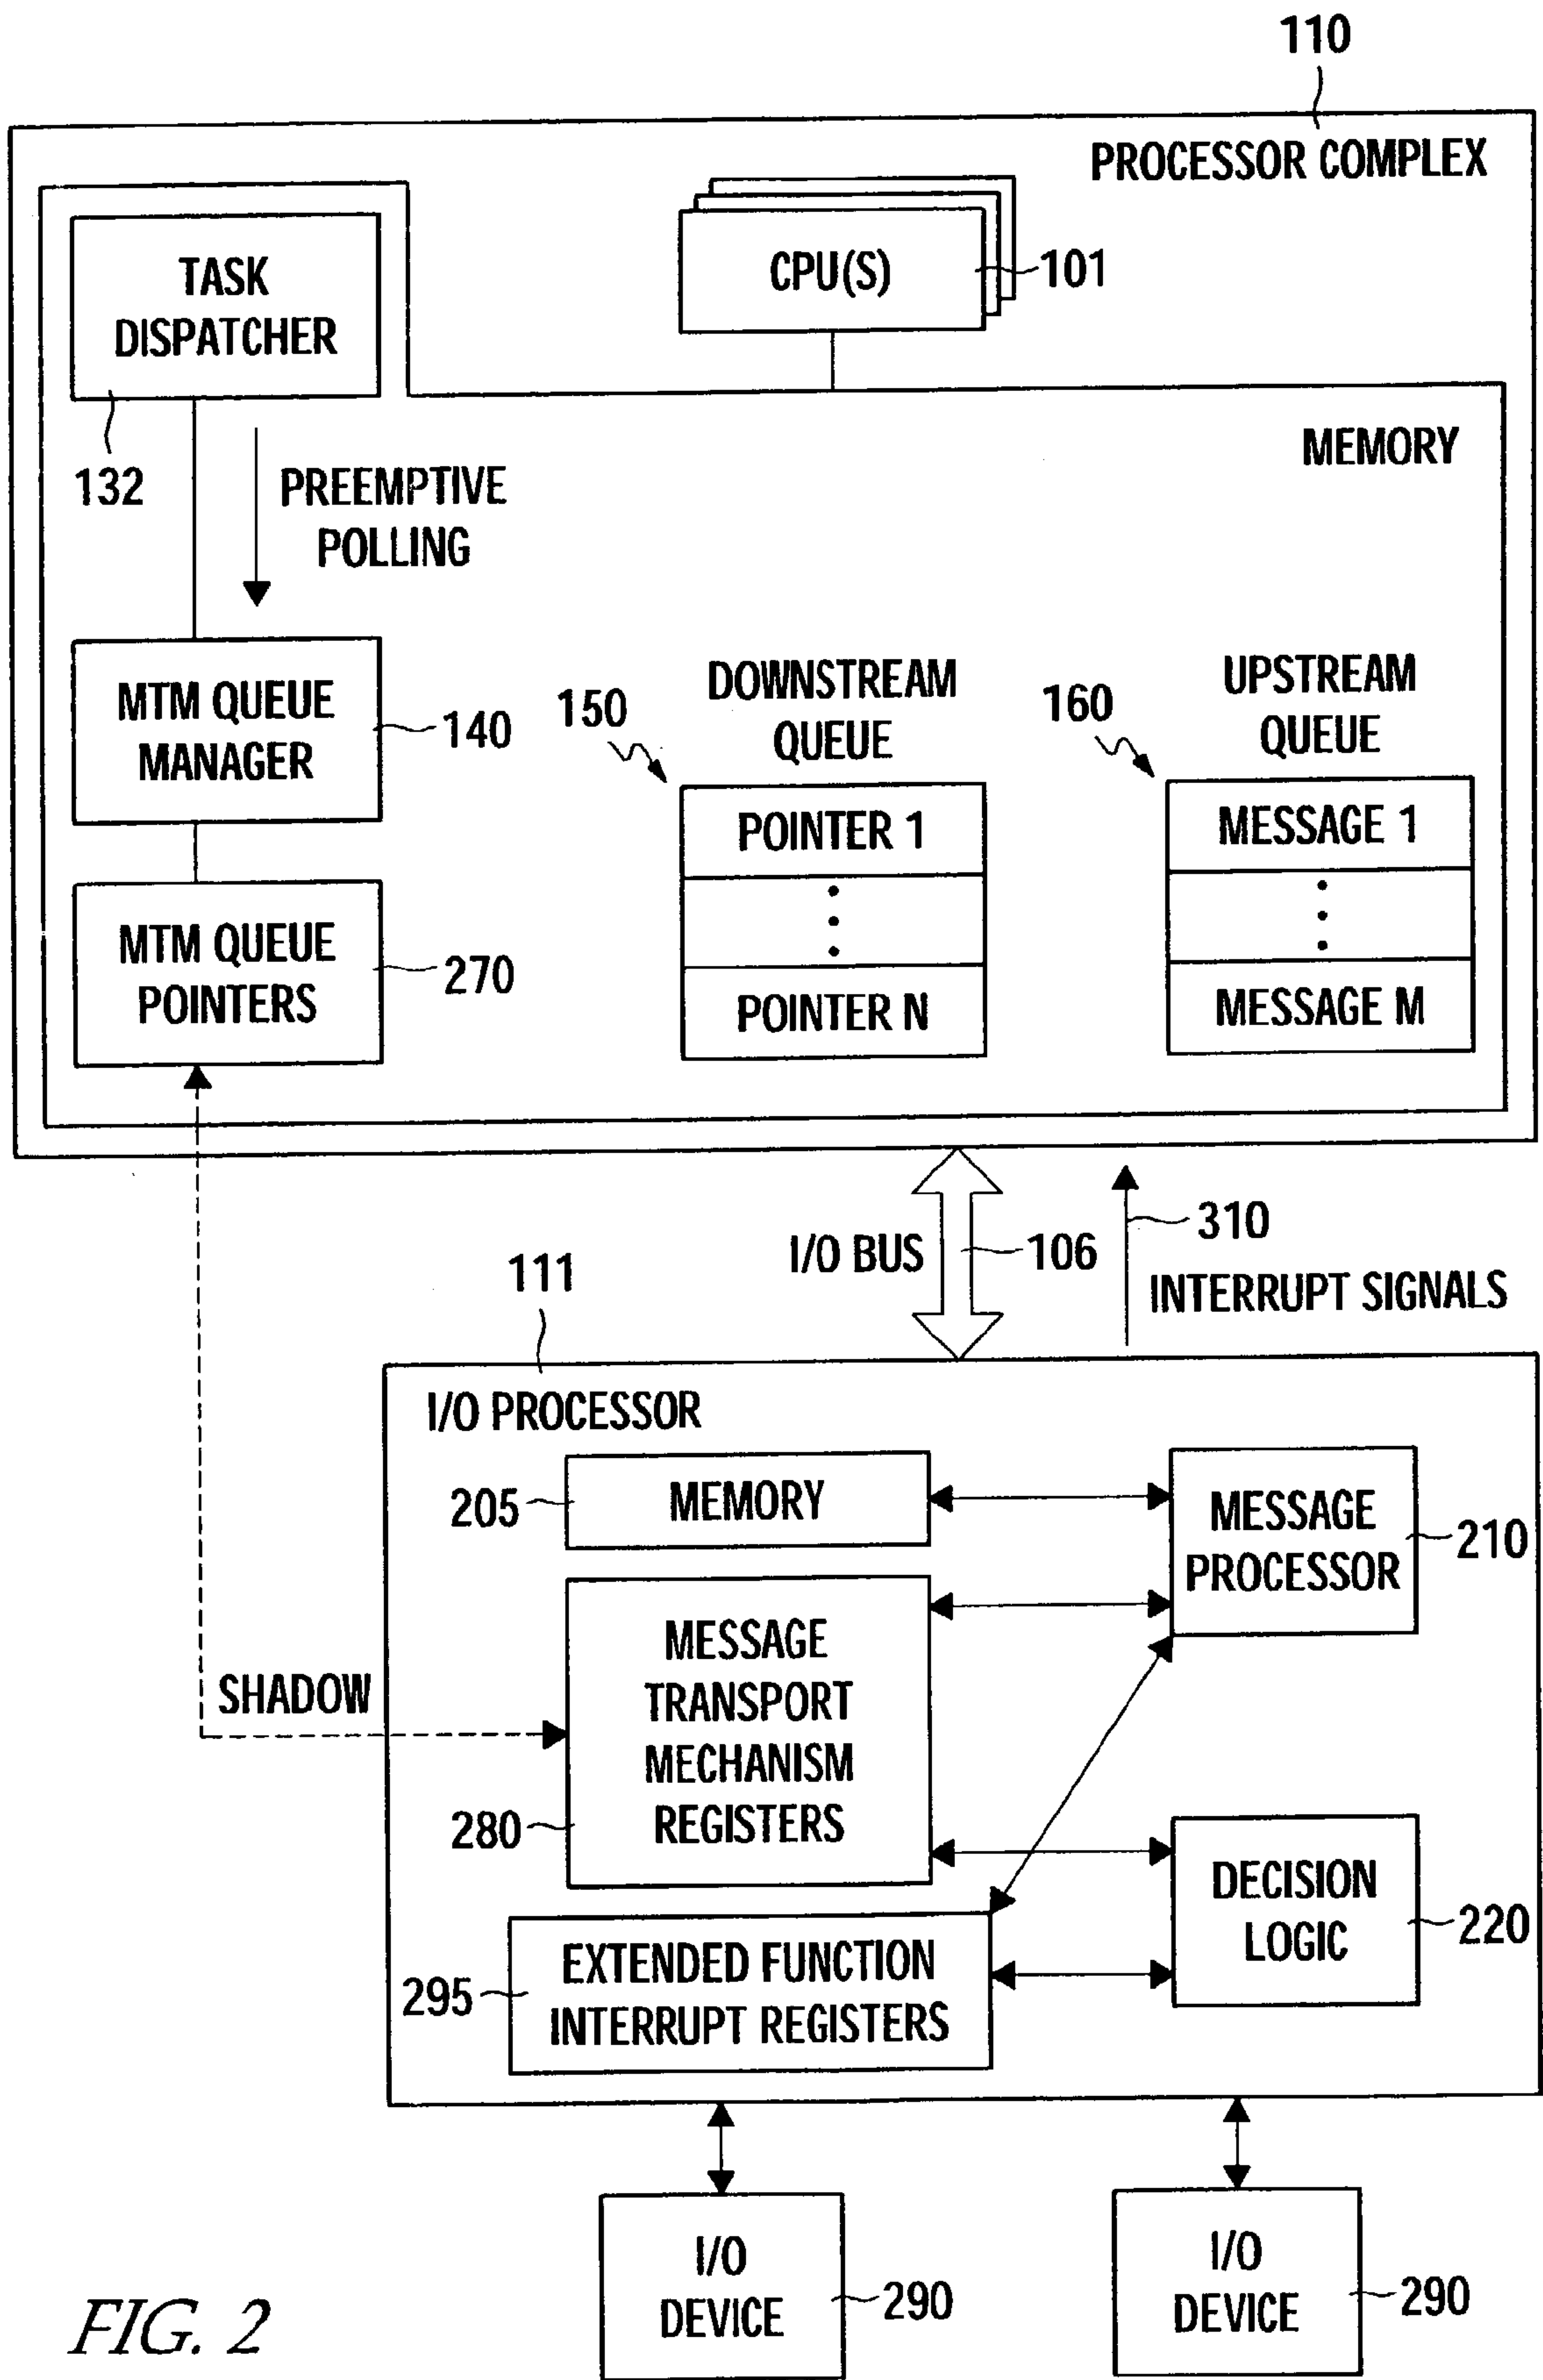 110
PROCESSOR COMPLEX
TASK
DISPATCHER
132
CPU(S)
101
MEMORY
PREEMPTIVE
POLLING
MTM QUEUE
MANAGER
140
DOWNSTREAM
QUEUE
150
POINTER 1
POINTER N
UPSTREAM
QUEUE
160
MESSAGE 1
MESSAGE M
MTM QUEUE
POINTERS
270
I/O BUS
106
310
INTERRUPT SIGNALS
111
I/O PROCESSOR
205
MEMORY
MESSAGE
PROCESSOR
210
SHADOW
MESSAGE
TRANSPORT
MECHANISM
REGISTERS
280
DECISION
LOGIC
220
295
EXTENDED FUNCTION
INTERRUPT REGISTERS
I/O
DEVICE
290
I/O
DEVICE
290
FIG. 2